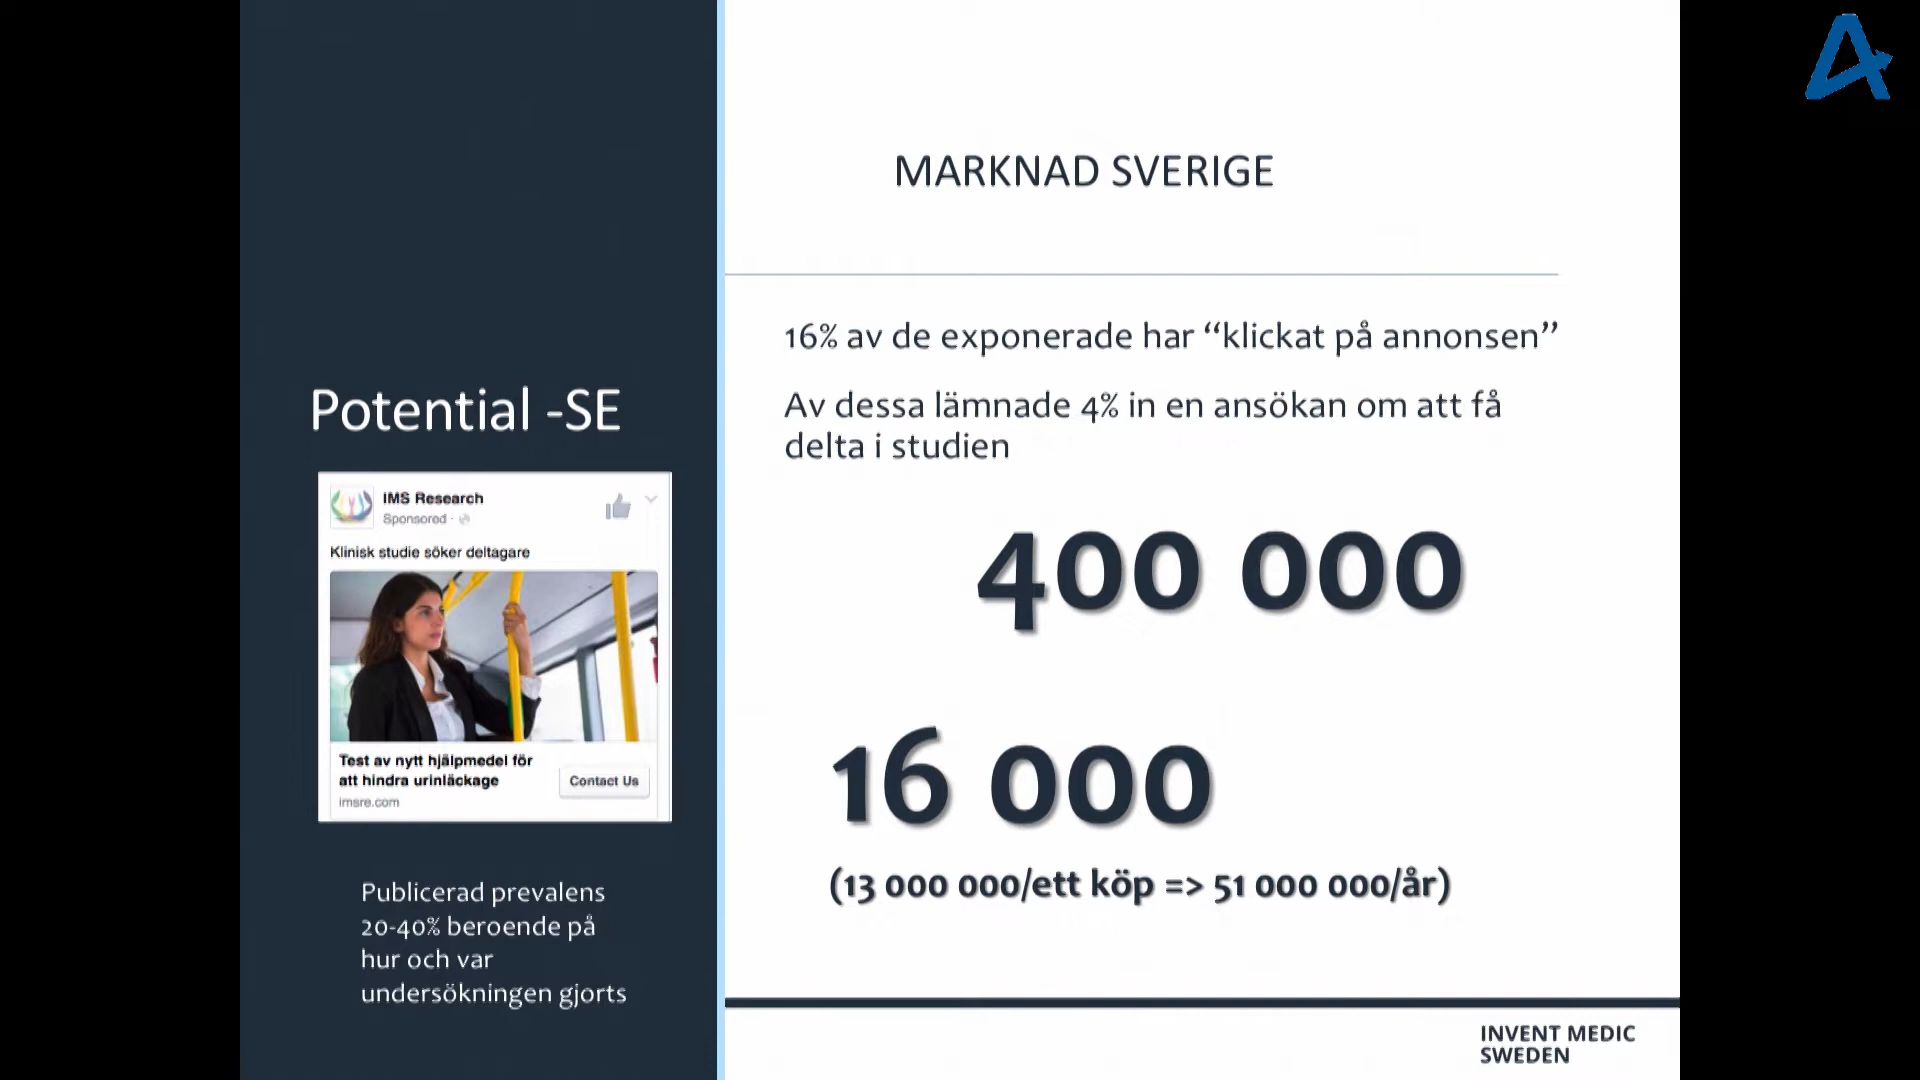 Potential -SE
IMS Research
Sponsored ·
Klinisk studie söker deltagare
Test av nytt hjälpmedel för
att hindra urinläckage
imsre.com
Contact Us
Publicerad prevalens
20-40% beroende på
hur och var
undersökningen gjorts
MARKNAD SVERIGE
16% av de exponerade har “klickat på annonsen”
Av dessa lämnade 4% in en ansökan om att få
delta i studien
400 000
16 000
(13 000 000/ett köp => 51 000 000/år)
INVENT MEDIC
SWEDEN